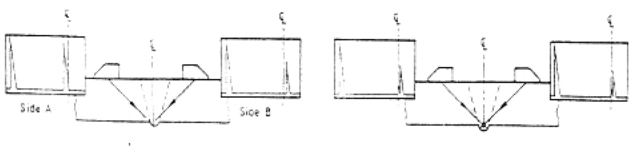 ℄ ℄ ℄ ℄ ℄ ℄
Side A Side B